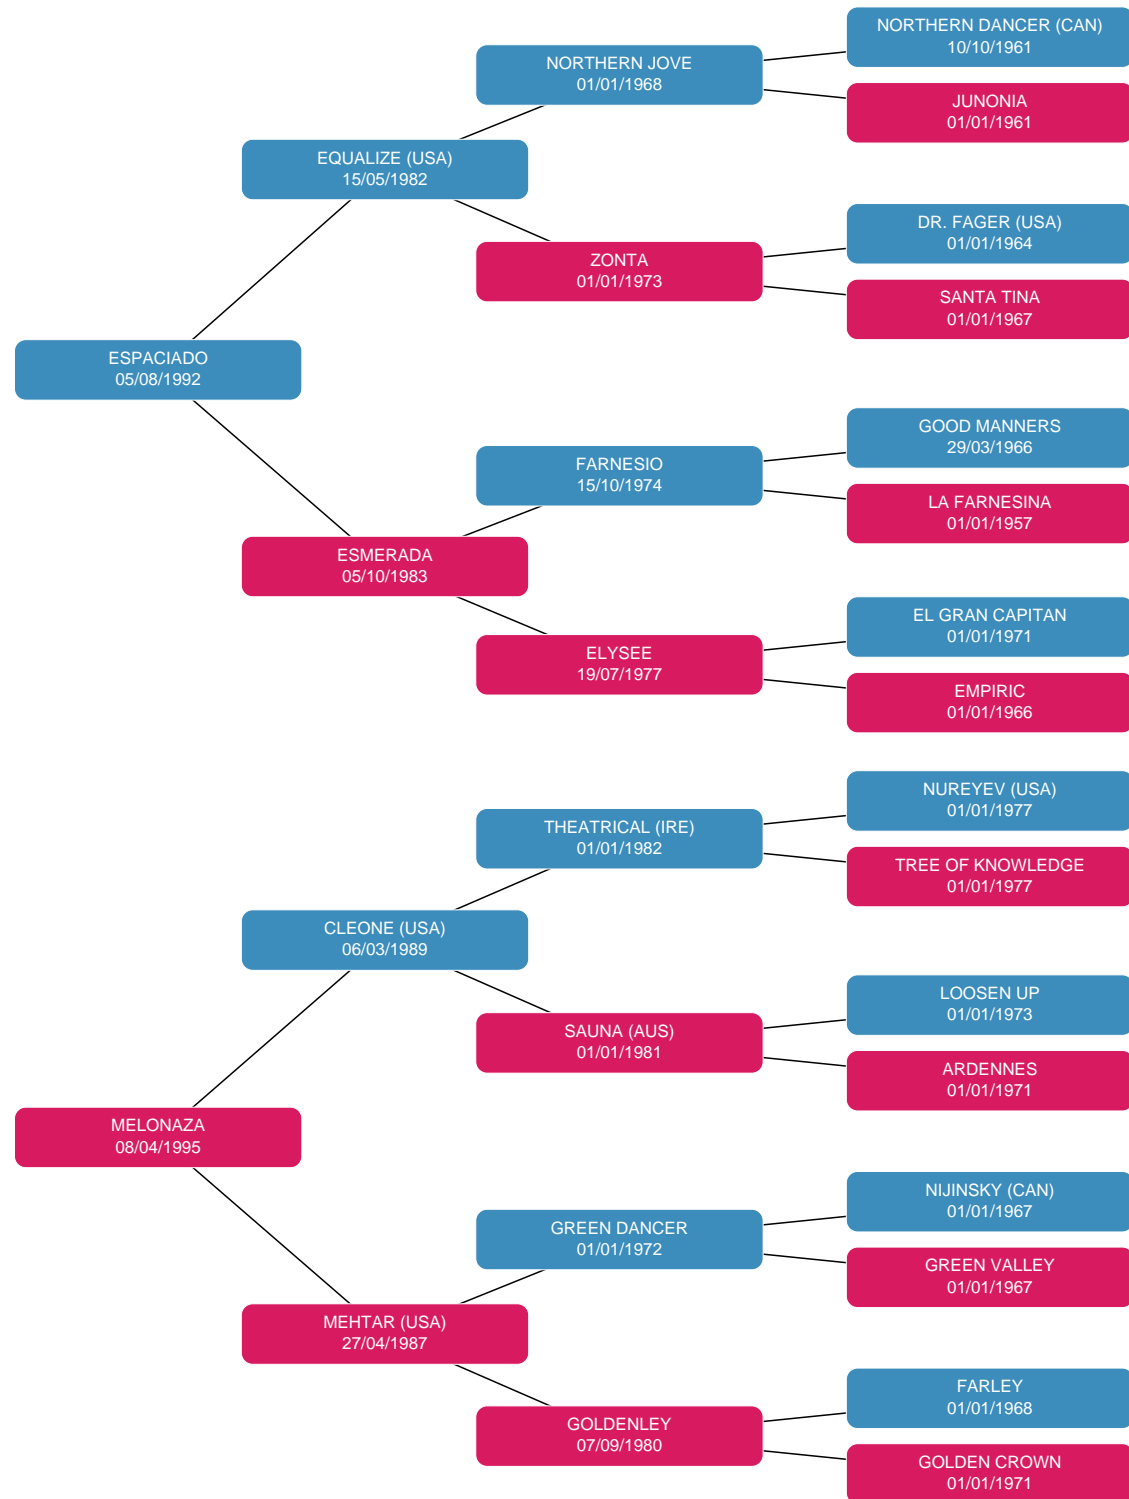 NORTHERN DANCER (CAN)
10/10/1961
NORTHERN JOVE
01/01/1968
JUNONIA
01/01/1961
EQUALIZE (USA)
15/05/1982
DR. FAGER (USA)
01/01/1964
ZONTA
01/01/1973
SANTA TINA
01/01/1967
ESPACIADO
05/08/1992
GOOD MANNERS
29/03/1966
FARNESIO
15/10/1974
LA FARNESINA
01/01/1957
ESMERADA
05/10/1983
EL GRAN CAPITAN
01/01/1971
ELYSEE
19/07/1977
EMPIRIC
01/01/1966
NUREYEV (USA)
01/01/1977
THEATRICAL (IRE)
01/01/1982
TREE OF KNOWLEDGE
01/01/1977
CLEONE (USA)
06/03/1989
LOOSEN UP
01/01/1973
SAUNA (AUS)
01/01/1981
ARDENNES
01/01/1971
MELONAZA
08/04/1995
NIJINSKY (CAN)
01/01/1967
GREEN DANCER
01/01/1972
GREEN VALLEY
01/01/1967
MEHTAR (USA)
27/04/1987
FARLEY
01/01/1968
GOLDENLEY
07/09/1980
GOLDEN CROWN
01/01/1971